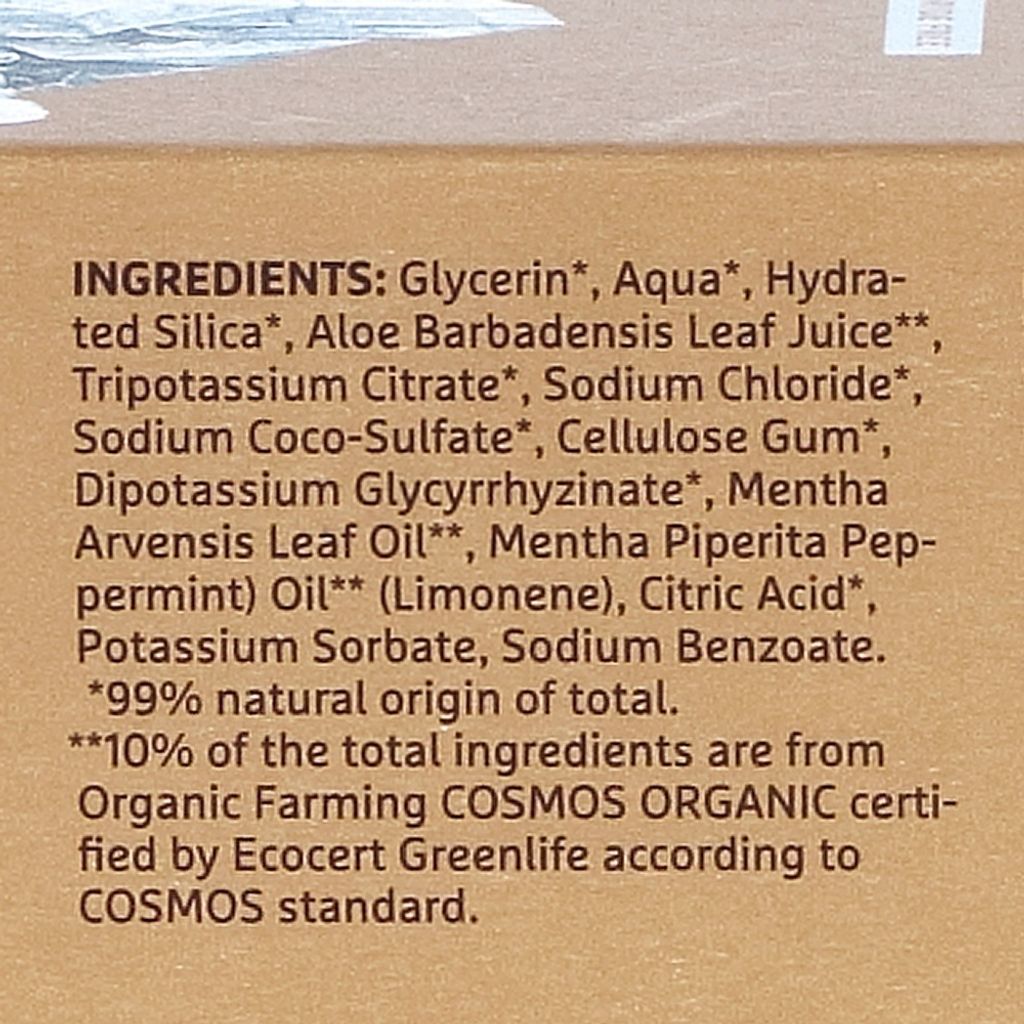 INGREDIENTS: Glycerin*, Aqua*, Hydra-
ted Silica*, Aloe Barbadensis Leaf Juice**,
Tripotassium Citrate*, Sodium Chloride*,
Sodium Coco-Sulfate*, Cellulose Gum*,
Dipotassium Glycyrrhyzinate*, Mentha
Arvensis Leaf Oil**, Mentha Piperita Pep-
permint) Oil** (Limonene), Citric Acid*,
Potassium Sorbate, Sodium Benzoate.
*99% natural origin of total.
**10% of the total ingredients are from
Organic Farming COSMOS ORGANIC certi-
fied by Ecocert Greenlife according to
COSMOS standard.